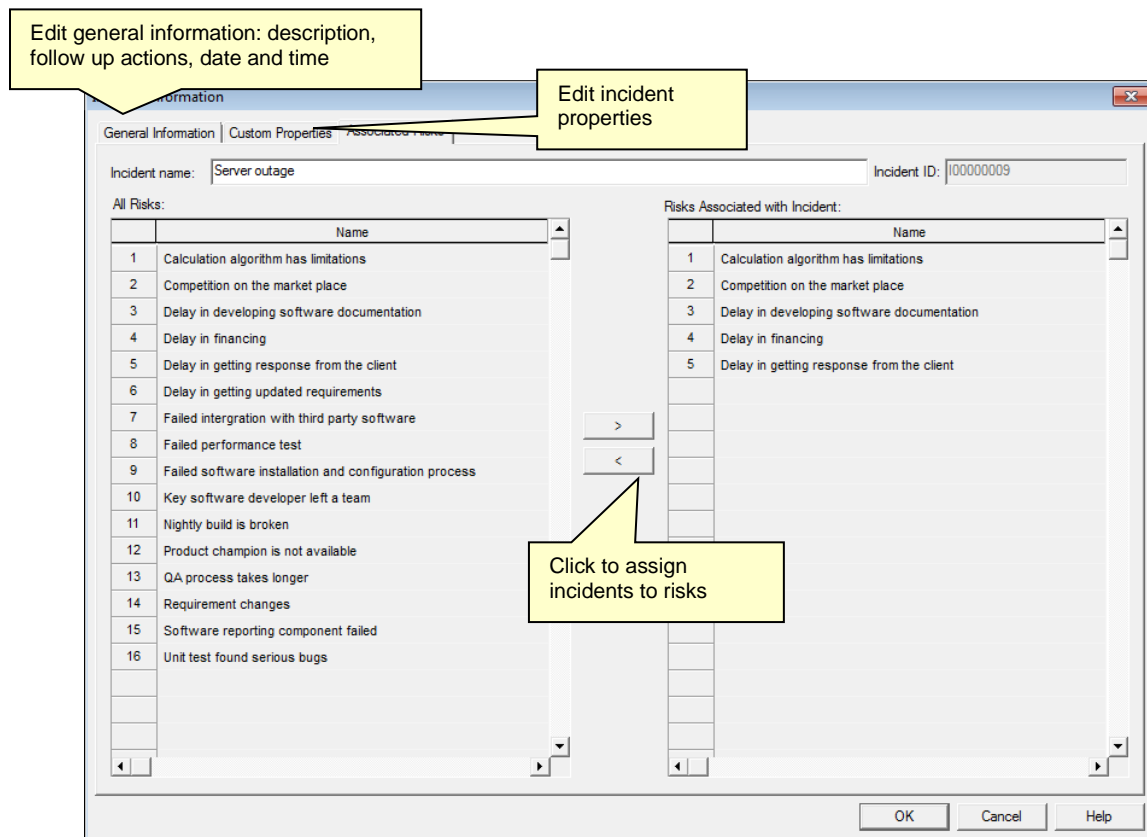 Edit general information: description,
follow up actions, date and time
Edit incident
properties
General Information
Custom Properties
Associated Risks
Incident name:
Server outage
Incident ID:
I00000009
All Risks:
Name
1 Calculation algorithm has limitations
2 Competition on the market place
3 Delay in developing software documentation
4 Delay in financing
5 Delay in getting response from the client
6 Delay in getting updated requirements
7 Failed intergration with third party software
8 Failed performance test
9 Failed software installation and configuration process
10 Key software developer left a team
11 Nightly build is broken
12 Product champion is not available
13 QA process takes longer
14 Requirement changes
15 Software reporting component failed
16 Unit test found serious bugs
>
<
Click to assign
incidents to risks
Risks Associated with Incident:
Name
1 Calculation algorithm has limitations
2 Competition on the market place
3 Delay in developing software documentation
4 Delay in financing
5 Delay in getting response from the client
OK
Cancel
Help